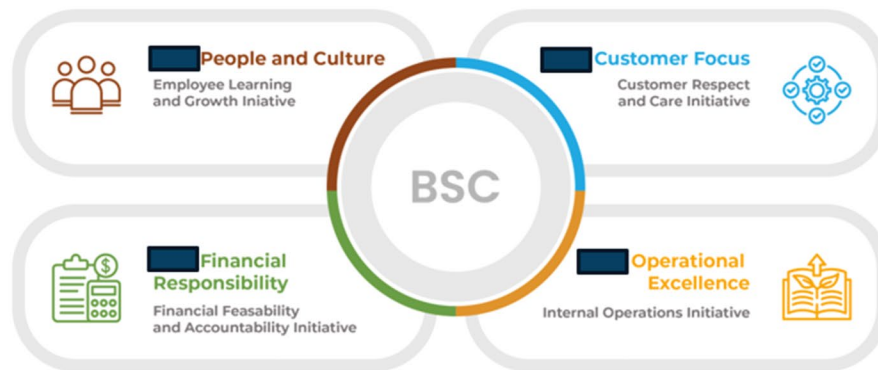 People and Culture
Employee Learning
and Growth Iniative
Customer Focus
Customer Respect
and Care Initiative
BSC
Financial
Responsibility
Financial Feasability
and Accountability Initiative
Operational
Excellence
Internal Operations Initiative